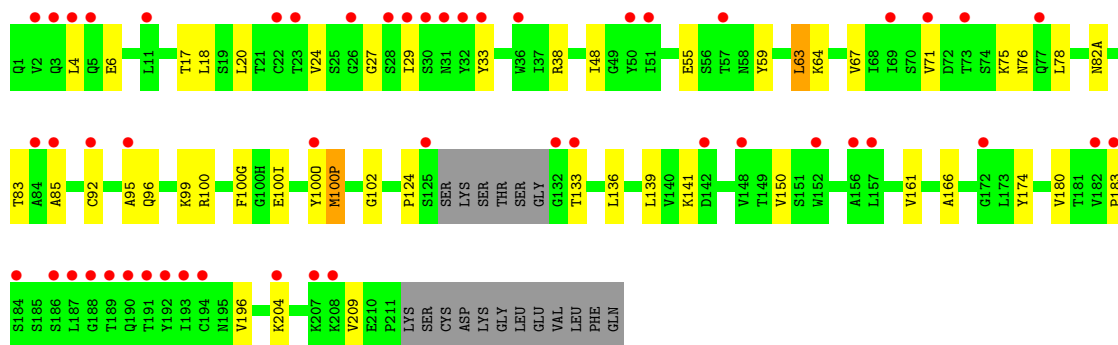 Q1 V2 Q3 L4 Q5 E6 L11 T17 L18 S19 L20 T21 C22 T23 V24 S25 G26 G27 S28 I29 S30 N31 Y32 Y33 W36 I37 R38 I48 G49 Y50 I51 E55 S56 T57 N58 Y59 L63 K64 V67 I68 I69 S70 V71 D72 T73 S74 K75 N76 Q77 L78 N82A
T83 A84 A85 C92 A95 Q96 K99 R100 F100G G100H E100I Y100O M100P G102 P124 S125 SER LYS SER THR SER GLY G132 T133 L136 L139 V140 K141 D142 V148 T149 V150 S151 W152 A156 L157 V161 A166 G172 L173 Y174 V180 T181 V182 P183
S184 S185 S186 L187 G188 T189 Q190 T191 Y192 I193 C194 N195 V196 K204 K207 K208 V209 E210 P211 LYS SER CYS ASP LYS GLY LEU GLU VAL LEU PHE GLN